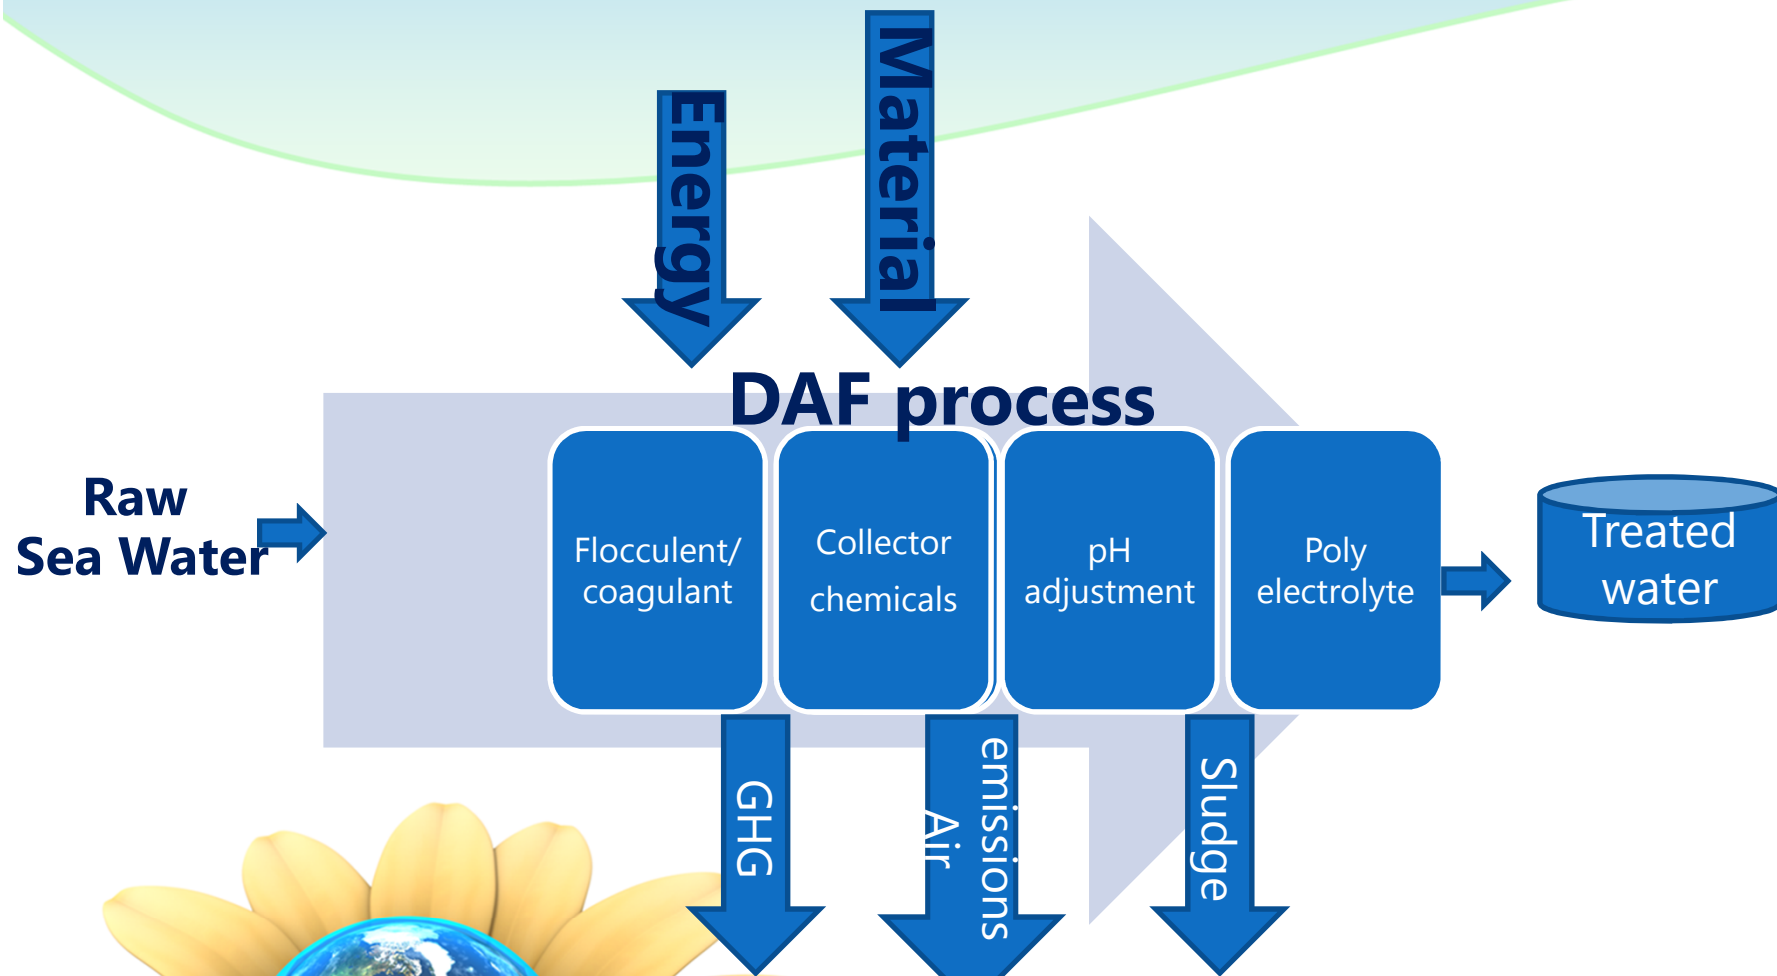 Material
Energy
DAF process
Raw
Sea Water
Flocculent/
coagulant
Collector
chemicals
pH
adjustment
Poly
electrolyte
Treated
water
GHG
emissions
Air
Sludge